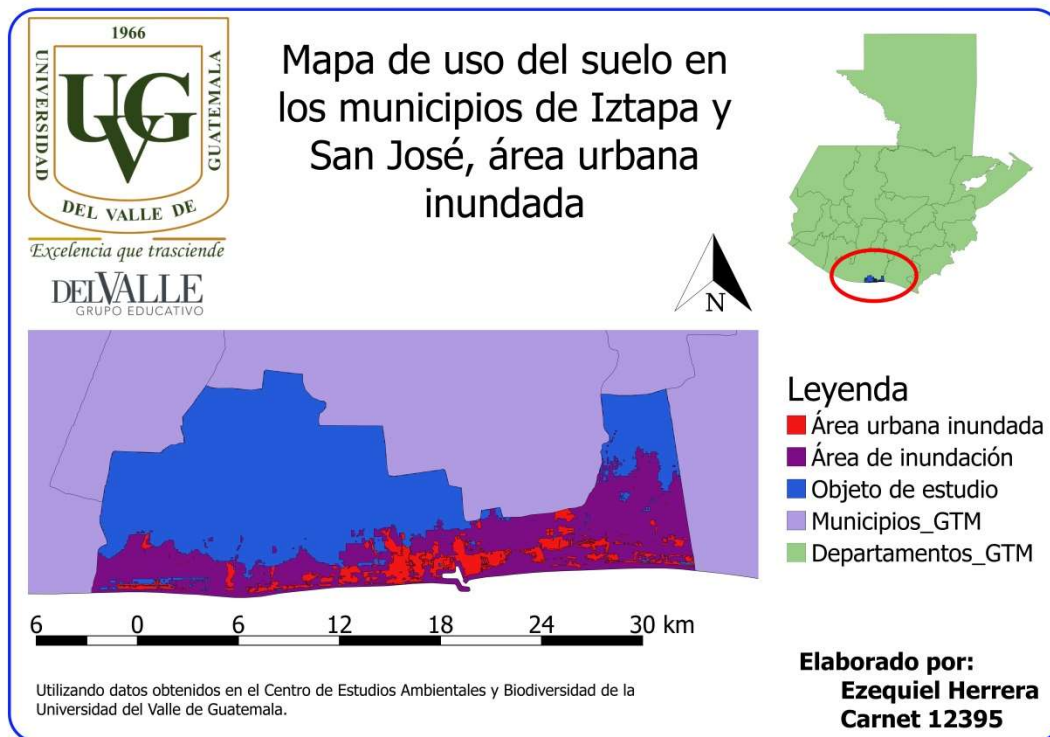 1966
UNIVERSIDAD
UVG
GUATEMALA
DEL VALLE DE
Excelencia que trasciende
DELVALLE
GRUPO EDUCATIVO
Mapa de uso del suelo en
los municipios de Iztapa y
San José, área urbana
inundada
N
Leyenda
Área urbana inundada
Área de inundación
Objeto de estudio
Municipios_GTM
Departamentos_GTM
6 0 6 12 18 24 30 km
Utilizando datos obtenidos en el Centro de Estudios Ambientales y Biodiversidad de la
Universidad del Valle de Guatemala.
Elaborado por:
Ezequiel Herrera
Carnet 12395